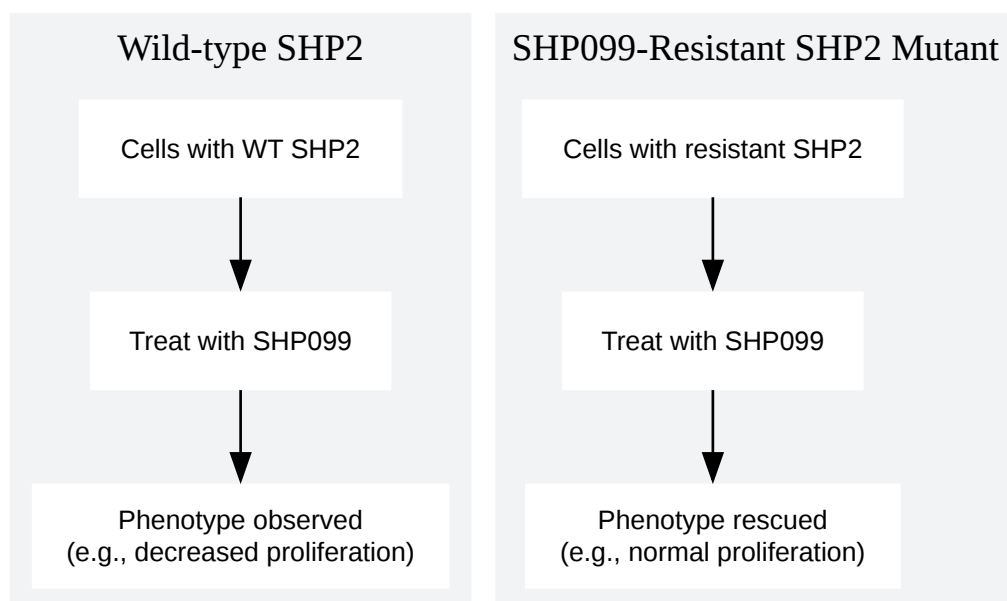 Wild-type SHP2
Cells with WT SHP2
Treat with SHP099
Phenotype observed
(e.g., decreased proliferation)
SHP099-Resistant SHP2 Mutant
Cells with resistant SHP2
Treat with SHP099
Phenotype rescued
(e.g., normal proliferation)